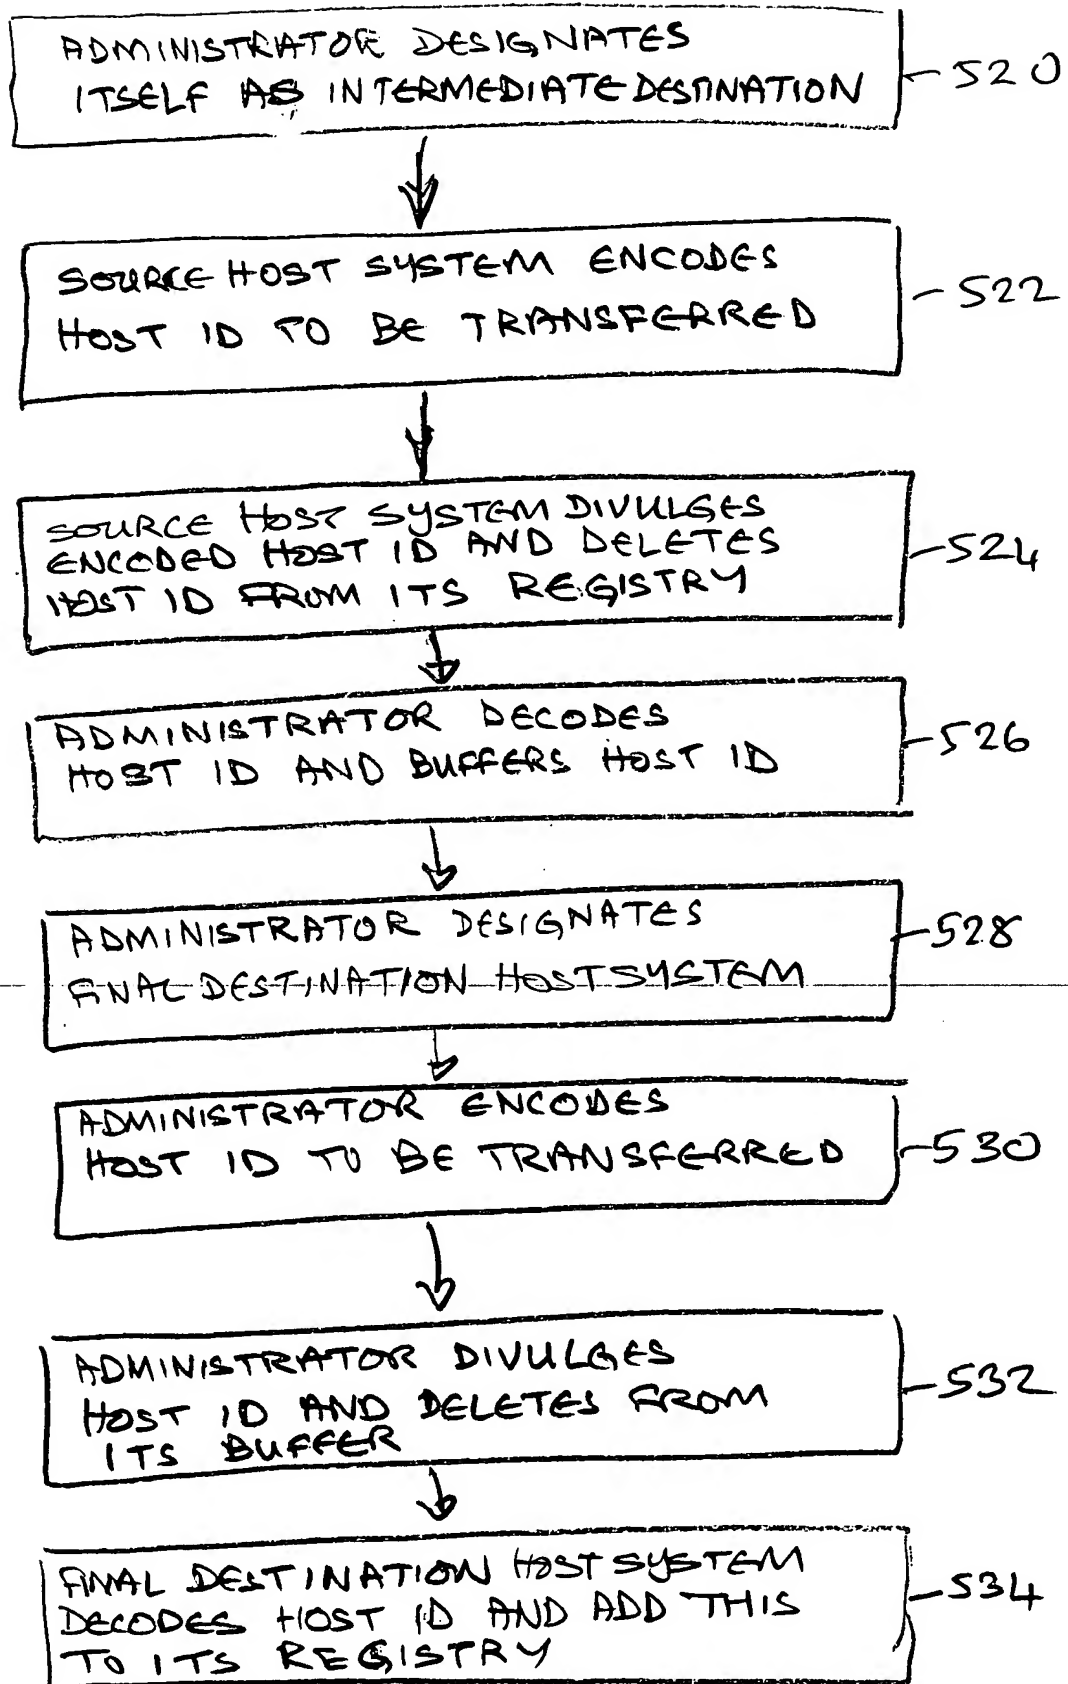 ADMINISTRATOR DESIGNATES
ITSELF AS INTERMEDIATE DESTINATION
520
SOURCE HOST SYSTEM ENCODES
HOST ID TO BE TRANSFERRED
522
SOURCE HOST SYSTEM DIVULGES
ENCODED HOST ID AND DELETES
HOST ID FROM ITS REGISTRY
524
ADMINISTRATOR DECODES
HOST ID AND BUFFERS HOST ID
526
ADMINISTRATOR DESIGNATES
FINAL DESTINATION HOST SYSTEM
528
ADMINISTRATOR ENCODES
HOST ID TO BE TRANSFERRED
530
ADMINISTRATOR DIVULGES
HOST ID AND DELETES FROM
ITS BUFFER
532
FINAL DESTINATION HOST SYSTEM
DECODES HOST ID AND ADD THIS
TO ITS REGISTRY
534